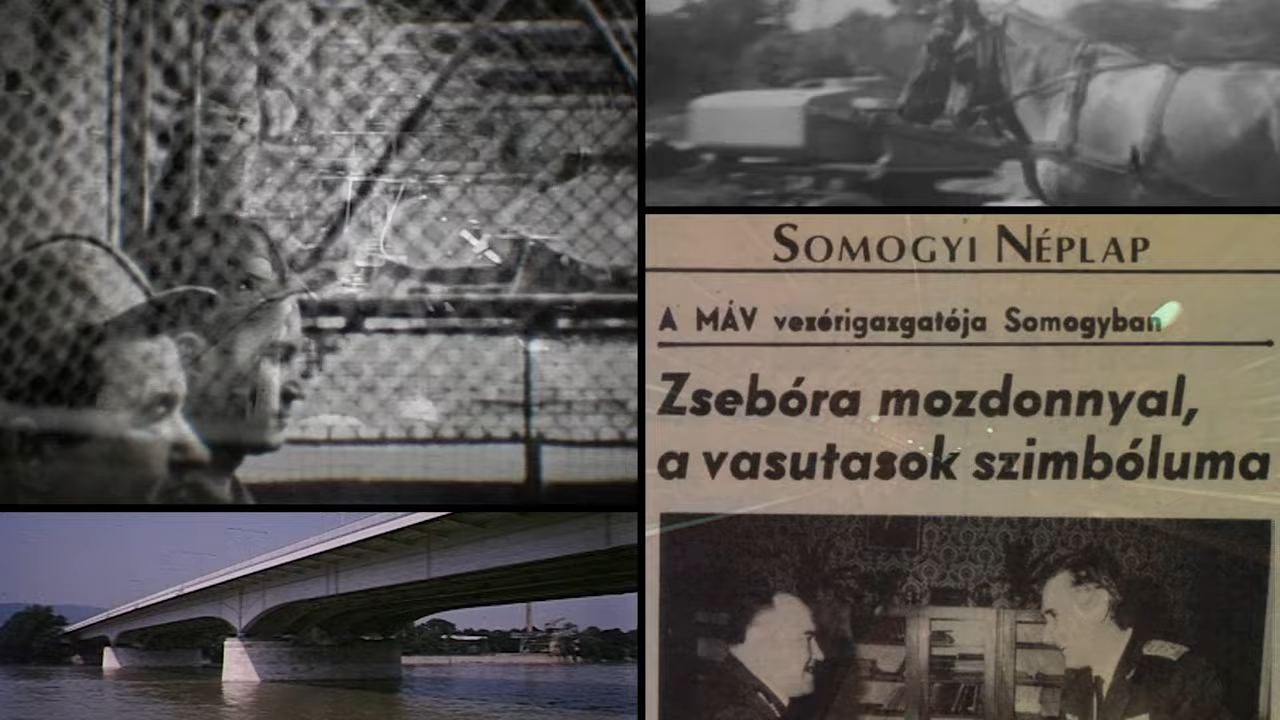 SOMOGYI NÉPLAP
A MÁV vezérigazgatója Somogyban
Zsebóra mozdonnyal,
a vasutasok szimbóluma